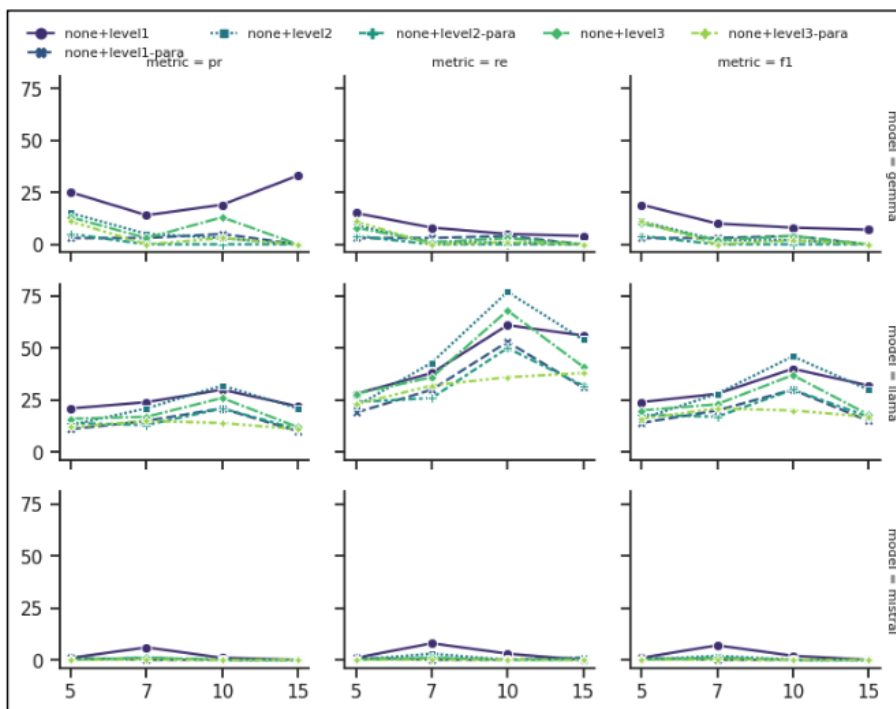 none+level1 none+level2 none+level2-para none+level3 none+level3-para
none+level1-para
metric = pr metric = re metric = f1
75
50
25
0
model = gemma
75
50
25
0
model = llama
75
50
25
0
model = mistral
5 7 10 15 5 7 10 15 5 7 10 15